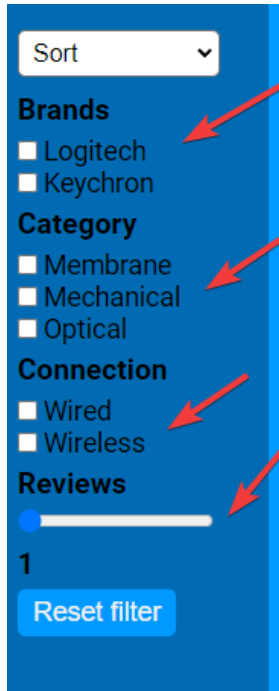 Sort
Brands
Logitech
Keychron
Category
Membrane
Mechanical
Optical
Connection
Wired
Wireless
Reviews
1
Reset filter